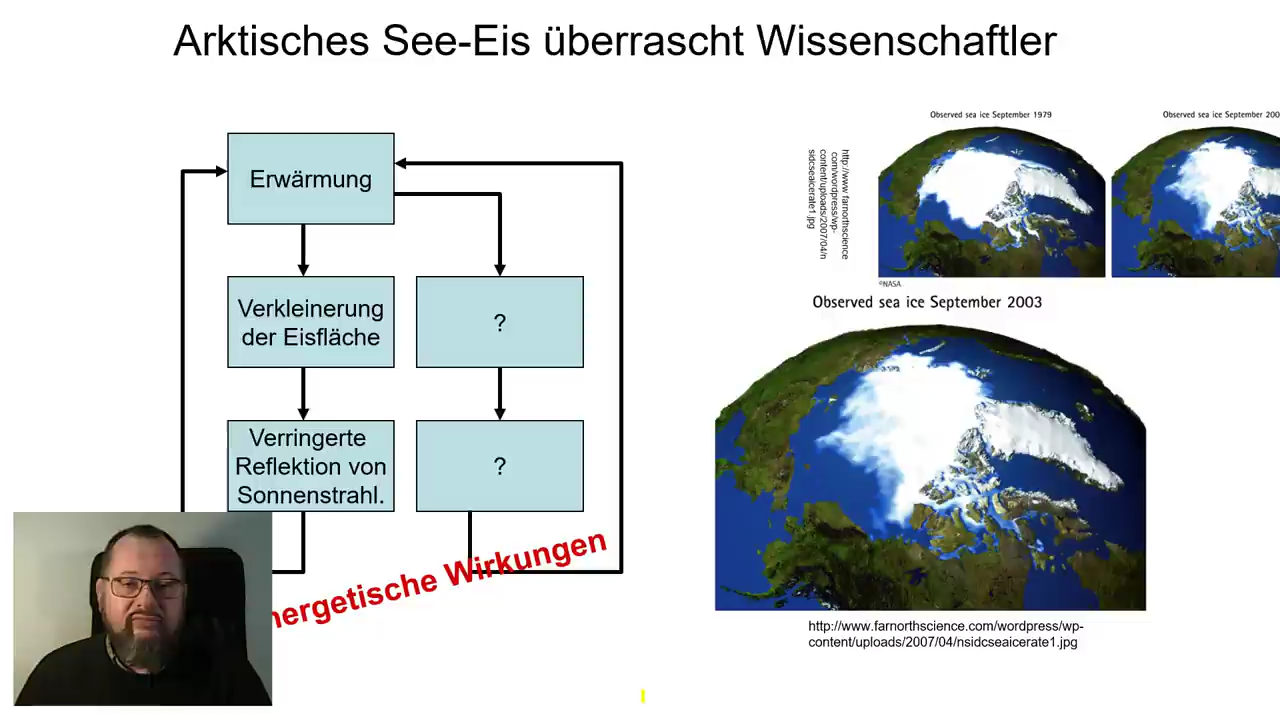 Arktisches See-Eis überrascht Wissenschaftler
Erwärmung
Verkleinerung
der Eisfläche
?
Verringerte
Reflektion von
Sonnenstrahl.
?
nergetische Wirkungen
Observed sea ice September 1979
Observed sea ice September 200
http://www.farnorthscience
com/wordpress/wp-
content/uploads/2007/04/n
sidcseaicerate1.jpg
©NASA
Observed sea ice September 2003
http://www.farnorthscience.com/wordpress/wp-
content/uploads/2007/04/nsidcseaicerate1.jpg